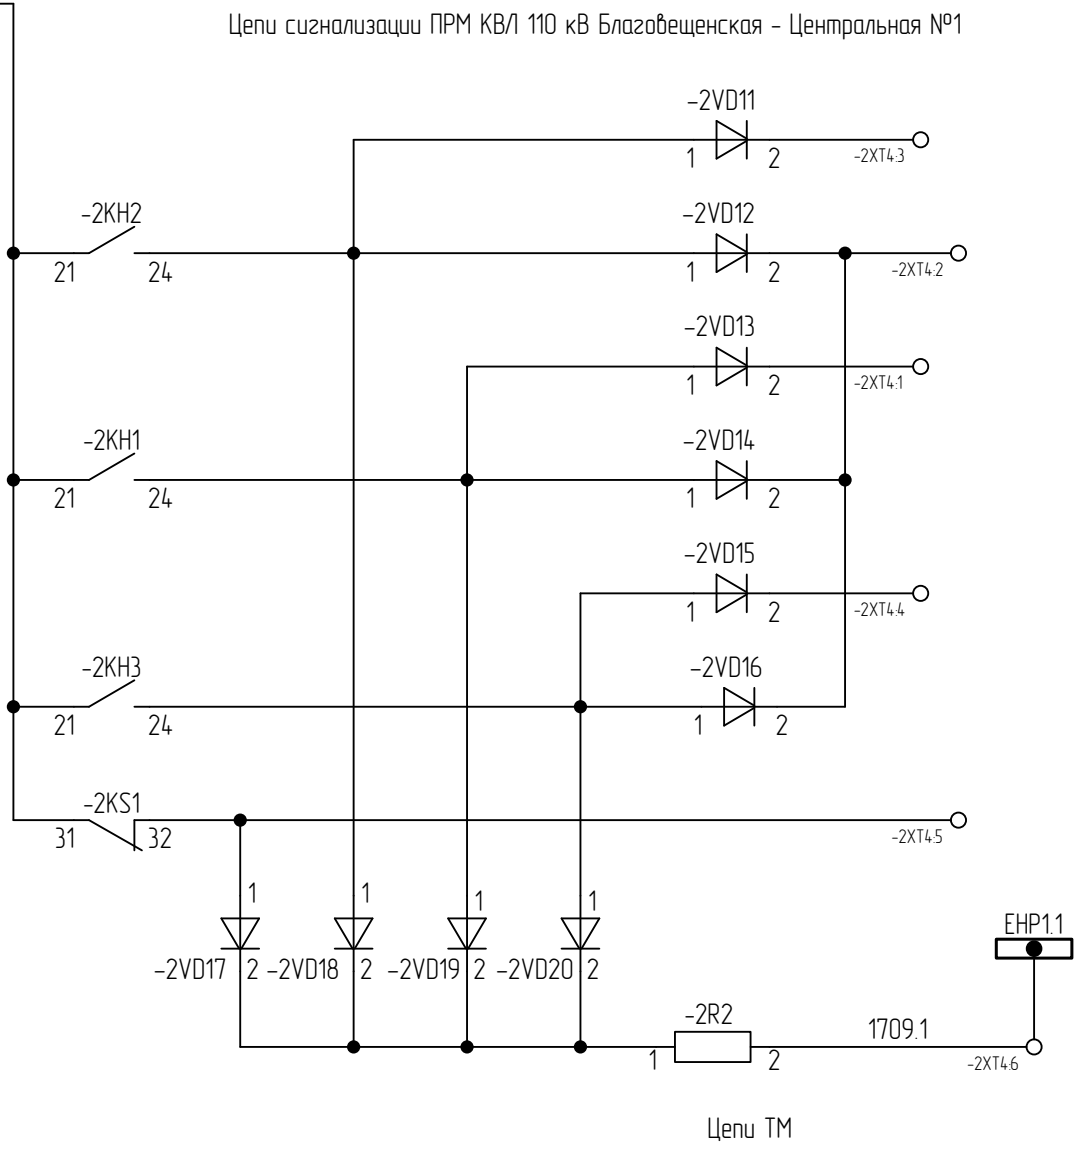 Цепи сигнализации ПРМ КВЛ 110 кВ Благовещенская - Центральная №1
-2VD11
1 2 -2XT4:3
-2KH2 -2VD12
21 24 1 2 -2XT4:2
-2VD13
1 2 -2XT4:1
-2KH1 -2VD14
21 24 1 2
-2VD15
1 2 -2XT4:4
-2KH3 -2VD16
21 24 1 2
-2KS1
31 32 -2XT4:5
1 1 1 1
EHP1.1
-2VD17 2 -2VD18 2 -2VD19 2 -2VD20 2
-2R2 1709.1
1 2 -2XT4:6
Цепи ТМ